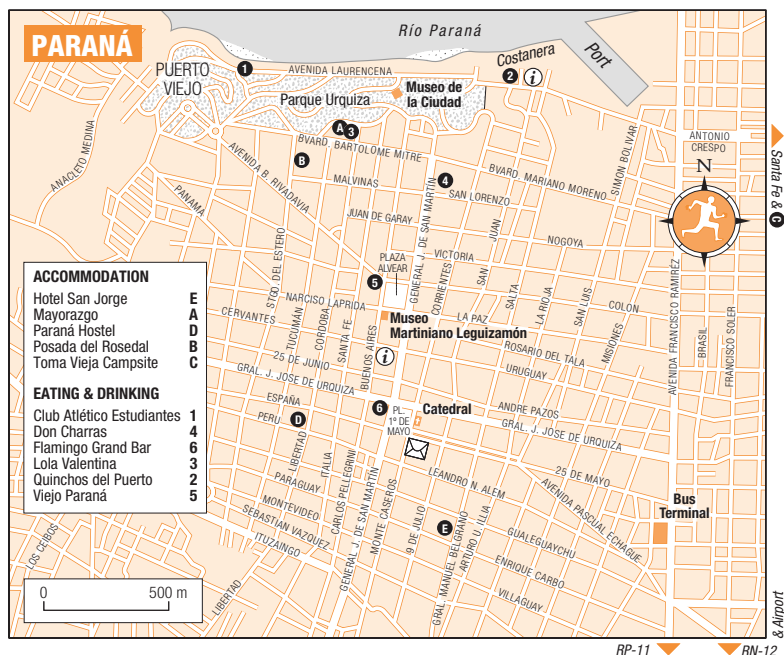 PARANÁ
Río Paraná
Costanera
Port
PUERTO
VIEJO
1
AVENIDA LAURENCENA
2
i
Parque Urquiza
Museo de
la Ciudad
A
3
BVARD. BARTOLOME MITRE
B
ANACLETO MEDINA
AVENIDA B. RIVADAVIA
MALVINAS
4
SAN LORENZO
BVARD. MARIANO MORENO
SIMON BOLIVAR
ANTONIO
CRESPO
N
Santa Fe & C
PANAMA
JUAN DE GARAY
GENERAL J. DE SAN MARTIN
SAN JUAN
NOGOYA
STGO. DEL ESTERO
PLAZA
ALVEAR
VICTORIA
5
CORRIENTES
SALTA
LA RIOJA
SAN LUIS
COLON
MISIONES
AVENIDA FRANCISCO RAMIREZ
BRASIL
FRANCISCO SOLER
NARCISO LAPRIDA
CERVANTES
TUCUMÁN
CORDOBA
SANTA FE
BUENOS AIRES
Museo
Martiniano Leguizamón
LA PAZ
ROSARIO DEL TALA
URUGUAY
i
25 DE JUNIO
GRAL. J. JOSE DE URQUIZA
ESPAÑA
PERU
D
6
PL.
1º DE
MAYO
Catedral
ANDRE PAZOS
GRAL. J. JOSE DE URQUIZA
LIBERTAD
ITALIA
CARLOS PELLEGRINI
PARAGUAY
MONTEVIDEO
SEBASTIAN VAZQUEZ
ITUZAINGO
GENERAL J. DE SAN MARTIN
MONTE CASEROS
9 DE JULIO
LEANDRO N. ALEM
25 DE MAYO
AVENIDA PASCUAL ECHAGUE
Bus
Terminal
E
GRAL. MANUEL BELGRANO
ARTURO U. ILLIA
GUALEGUAYCHU
ENRIQUE CARBO
VILLAGUAY
LOS CEIBOS
LIBERTAD
ACCOMMODATION
Hotel San Jorge E
Mayorazgo A
Paraná Hostel D
Posada del Rosedal B
Toma Vieja Campsite C
EATING & DRINKING
Club Atlético Estudiantes 1
Don Charras 4
Flamingo Grand Bar 6
Lola Valentina 3
Quinchos del Puerto 2
Viejo Paraná 5
0 500 m
RP-11
RN-12
& Airport